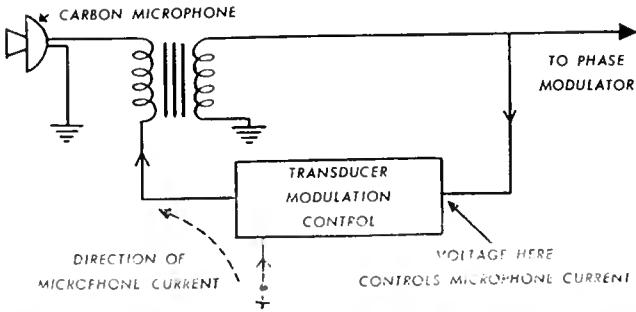 CARBON MICROPHONE
TO PHASE
MODULATOR
TRANSDUCER
MODULATION
CONTROL
DIRECTION OF
MICROPHONE CURRENT
VOLTAGE HERE
CONTROLS MICROPHONE CURRENT
+